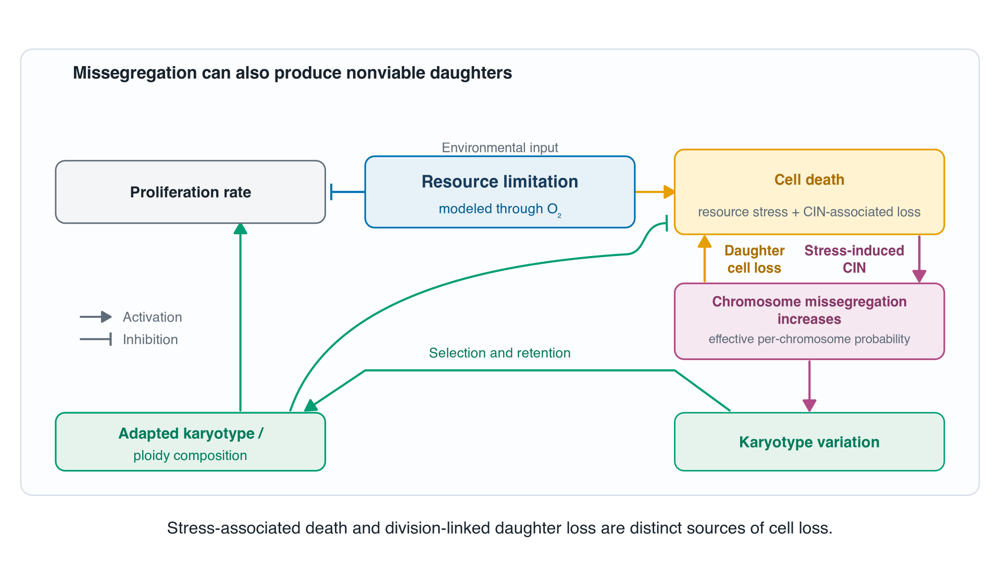 Missegregation can also produce nonviable daughters
Environmental input
Proliferation rate
Resource limitation
modeled through O₂
Cell death
resource stress + CIN-associated loss
Daughter
cell loss
Stress-induced
CIN
Chromosome missegregation
increases
effective per-chromosome probability
Activation
Inhibition
Selection and retention
Adapted karyotype /
ploidy composition
Karyotype variation
Stress-associated death and division-linked daughter loss are distinct sources of cell loss.